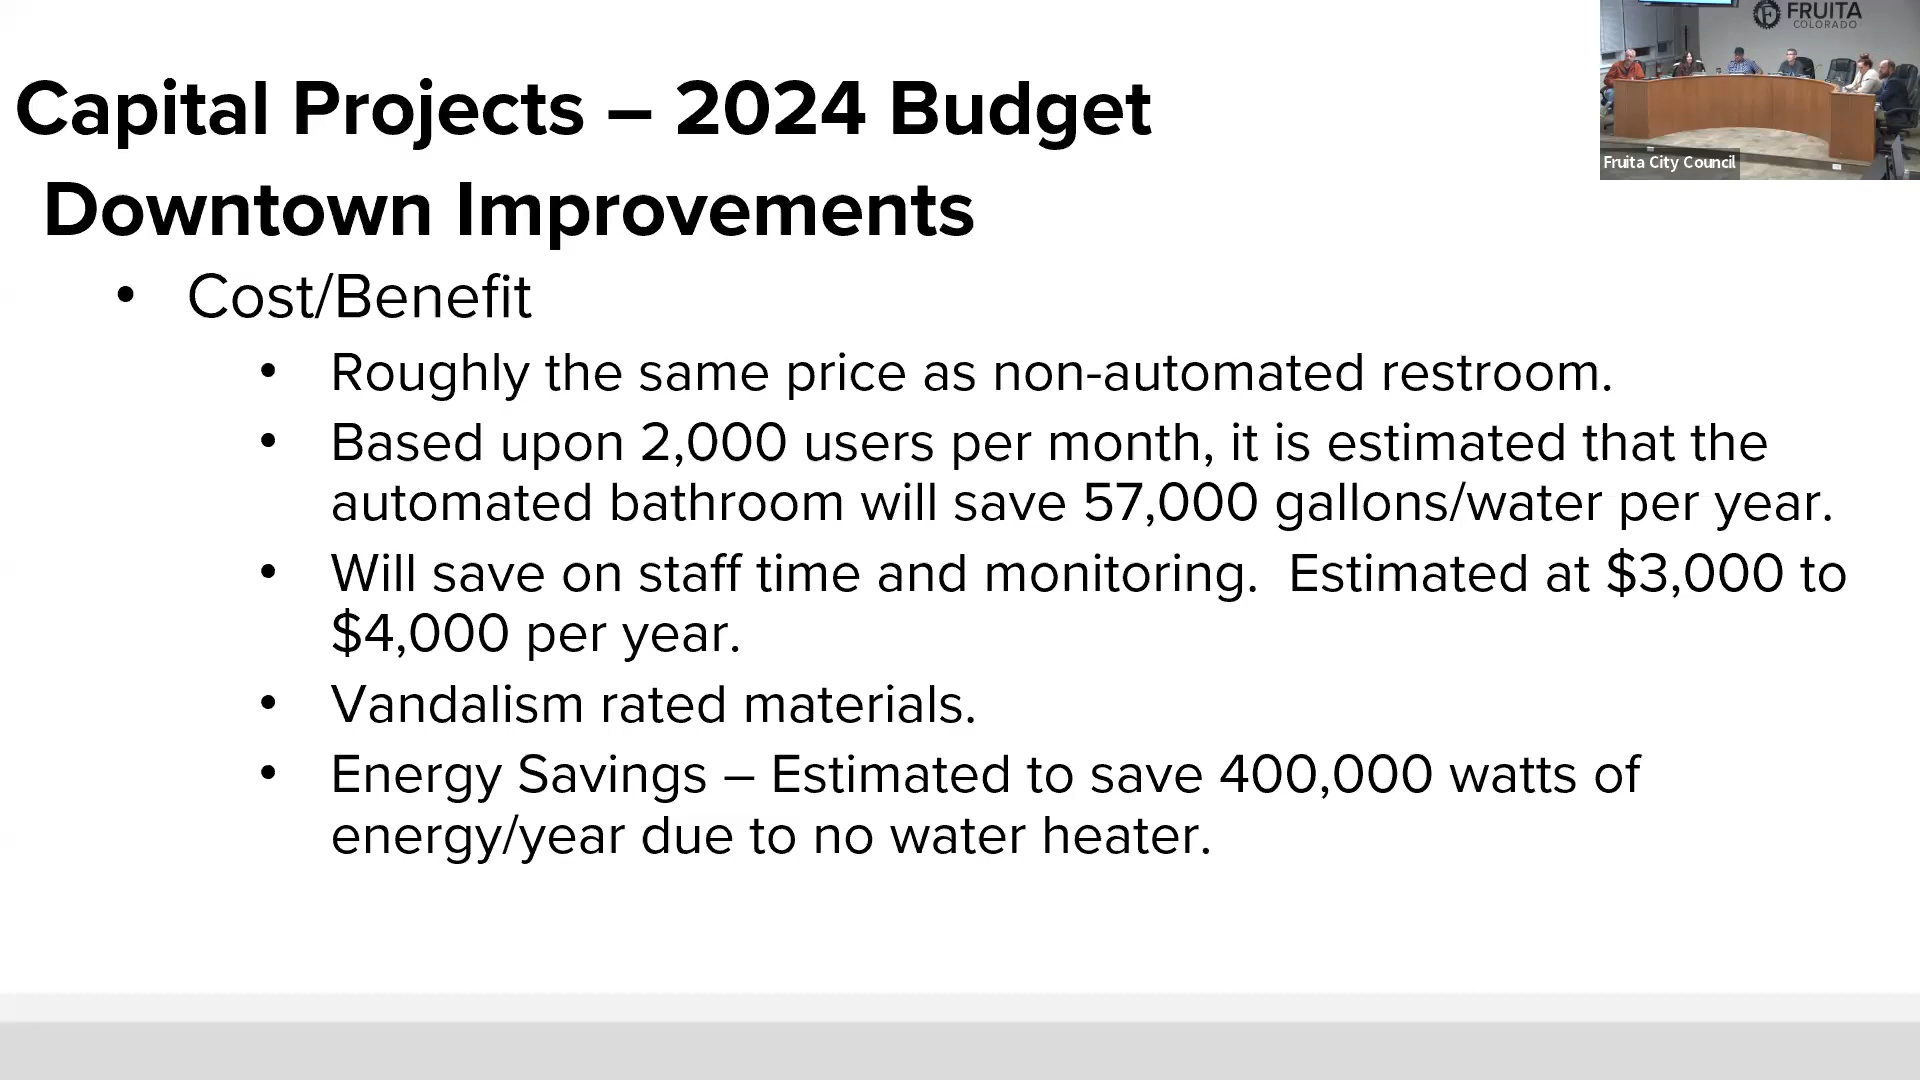 Capital Projects – 2024 Budget
Downtown Improvements
• Cost/Benefit
• Roughly the same price as non-automated restroom.
• Based upon 2,000 users per month, it is estimated that the
automated bathroom will save 57,000 gallons/water per year.
• Will save on staff time and monitoring.  Estimated at $3,000 to
$4,000 per year.
• Vandalism rated materials.
• Energy Savings – Estimated to save 400,000 watts of
energy/year due to no water heater.
FRUITA
COLORADO
Fruita City Council